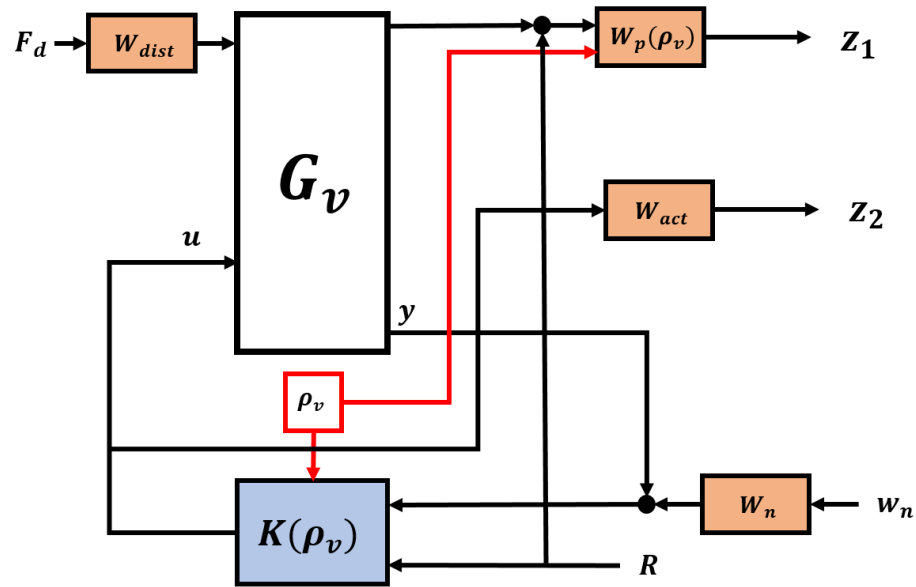 F_d
W_dist
G_v
W_p(ρ_v)
z_1
W_act
z_2
u
y
ρ_v
K(ρ_v)
W_n
w_n
R